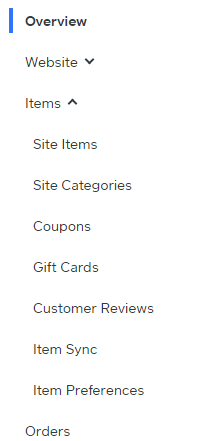 Overview
Website
Items
Site Items
Site Categories
Coupons
Gift Cards
Customer Reviews
Item Sync
Item Preferences
Orders